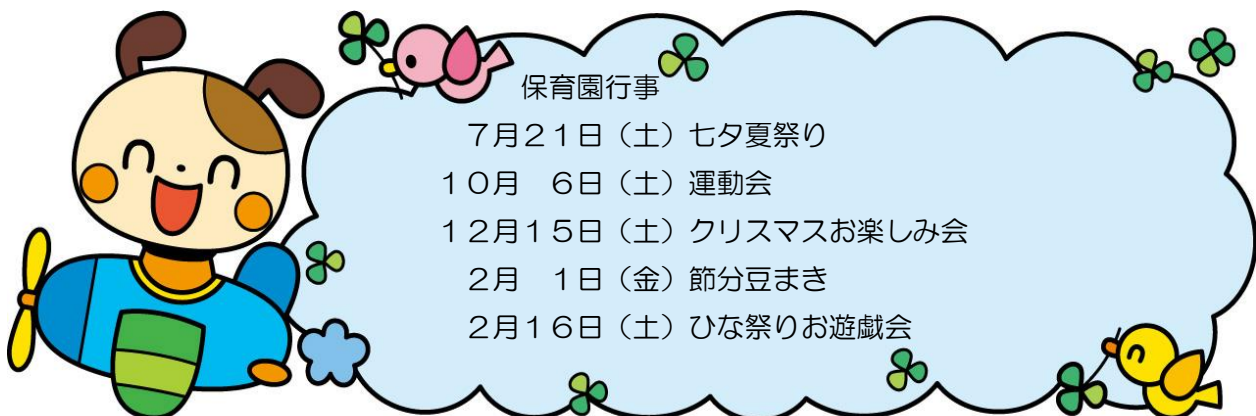 保育園行事
７月２１日（土）七夕夏祭り
１０月　６日（土）運動会
１２月１５日（土）クリスマスお楽しみ会
２月　１日（金）節分豆まき
２月１６日（土）ひな祭りお遊戯会